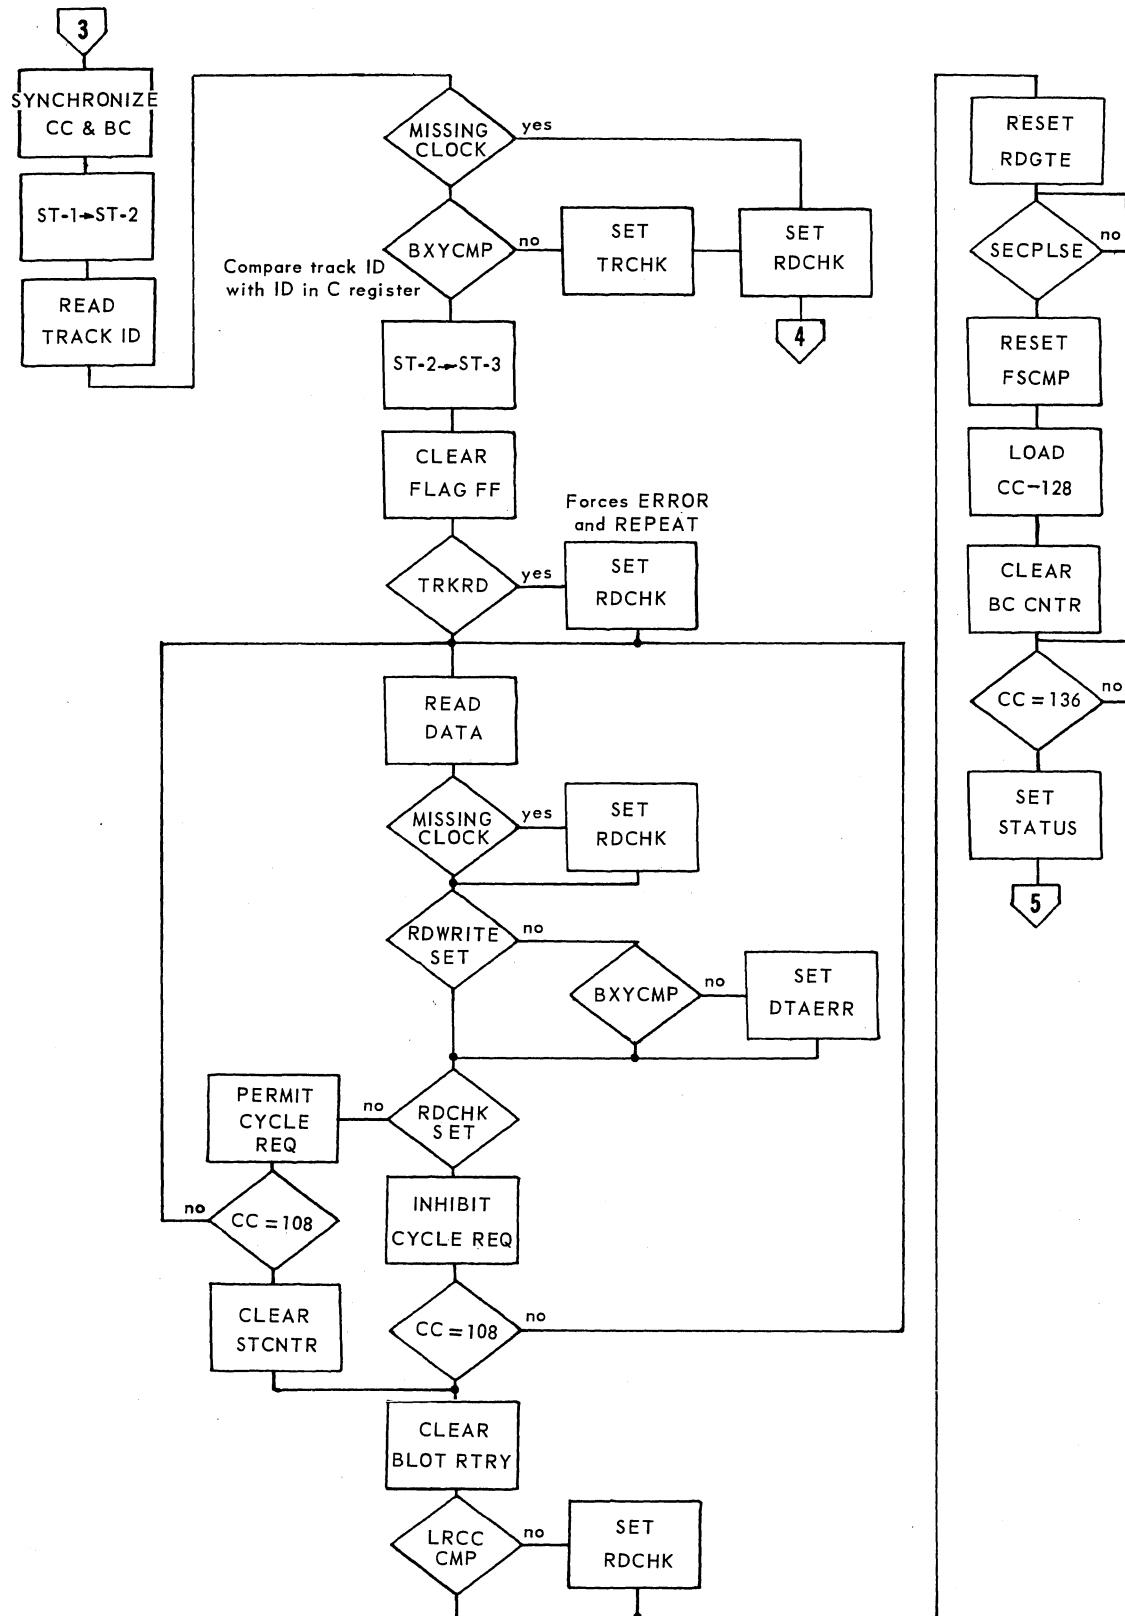 3
SYNCHRONIZE
CC & BC
ST-1→ST-2
READ
TRACK ID
MISSING
CLOCK
yes
BXYCMP
no
Compare track ID
with ID in C register
SET
TRCHK
SET
RDCHK
4
ST-2→ST-3
CLEAR
FLAG FF
Forces ERROR
and REPEAT
TRKRD
yes
SET
RDCHK
READ
DATA
MISSING
CLOCK
yes
SET
RDCHK
RDWRITE
SET
no
BXYCMP
no
SET
DTAERR
RDCHK
SET
no
PERMIT
CYCLE
REQ
CC = 108
no
CLEAR
STCNTR
INHIBIT
CYCLE REQ
CC = 108
no
CLEAR
BLOT RTRY
LRCC
CMP
no
SET
RDCHK
RESET
RDGTE
SECPLSE
no
RESET
FSCMP
LOAD
CC-128
CLEAR
BC CNTR
CC = 136
no
SET
STATUS
5